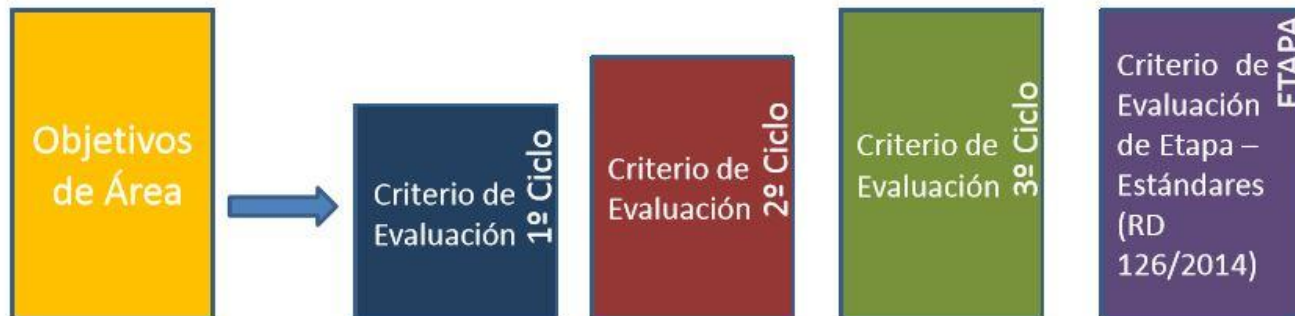 Objetivos
de Área
Criterio de
Evaluación
1º Ciclo
Criterio de
Evaluación
2º Ciclo
Criterio de
Evaluación
3º Ciclo
Criterio de
Evaluación
de Etapa –
Estándares
(RD
126/2014)
ETAPA